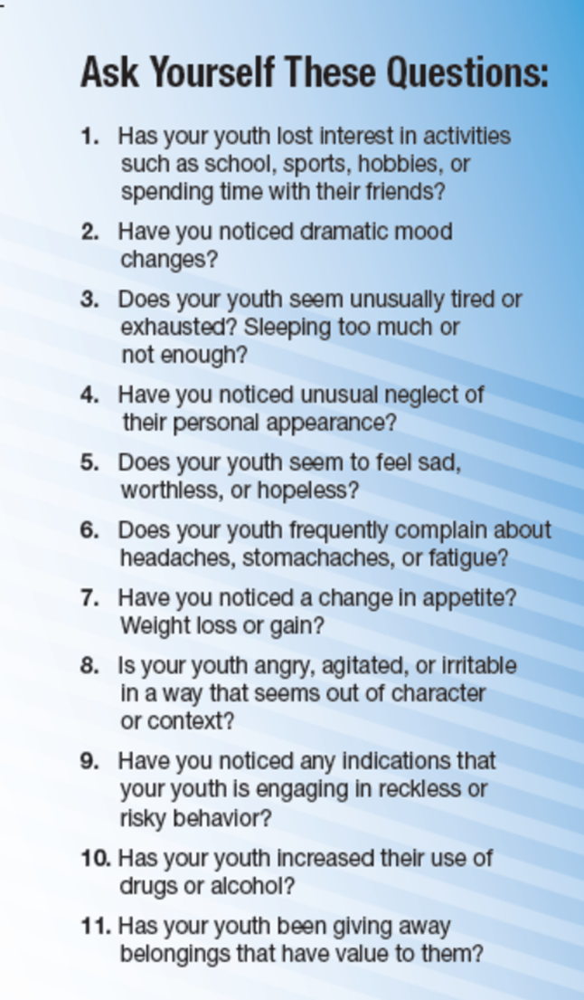 Ask Yourself These Questions:
1. Has your youth lost interest in activities
such as school, sports, hobbies, or
spending time with their friends?
2. Have you noticed dramatic mood
changes?
3. Does your youth seem unusually tired or
exhausted? Sleeping too much or
not enough?
4. Have you noticed unusual neglect of
their personal appearance?
5. Does your youth seem to feel sad,
worthless, or hopeless?
6. Does your youth frequently complain about
headaches, stomachaches, or fatigue?
7. Have you noticed a change in appetite?
Weight loss or gain?
8. Is your youth angry, agitated, or irritable
in a way that seems out of character
or context?
9. Have you noticed any indications that
your youth is engaging in reckless or
risky behavior?
10. Has your youth increased their use of
drugs or alcohol?
11. Has your youth been giving away
belongings that have value to them?